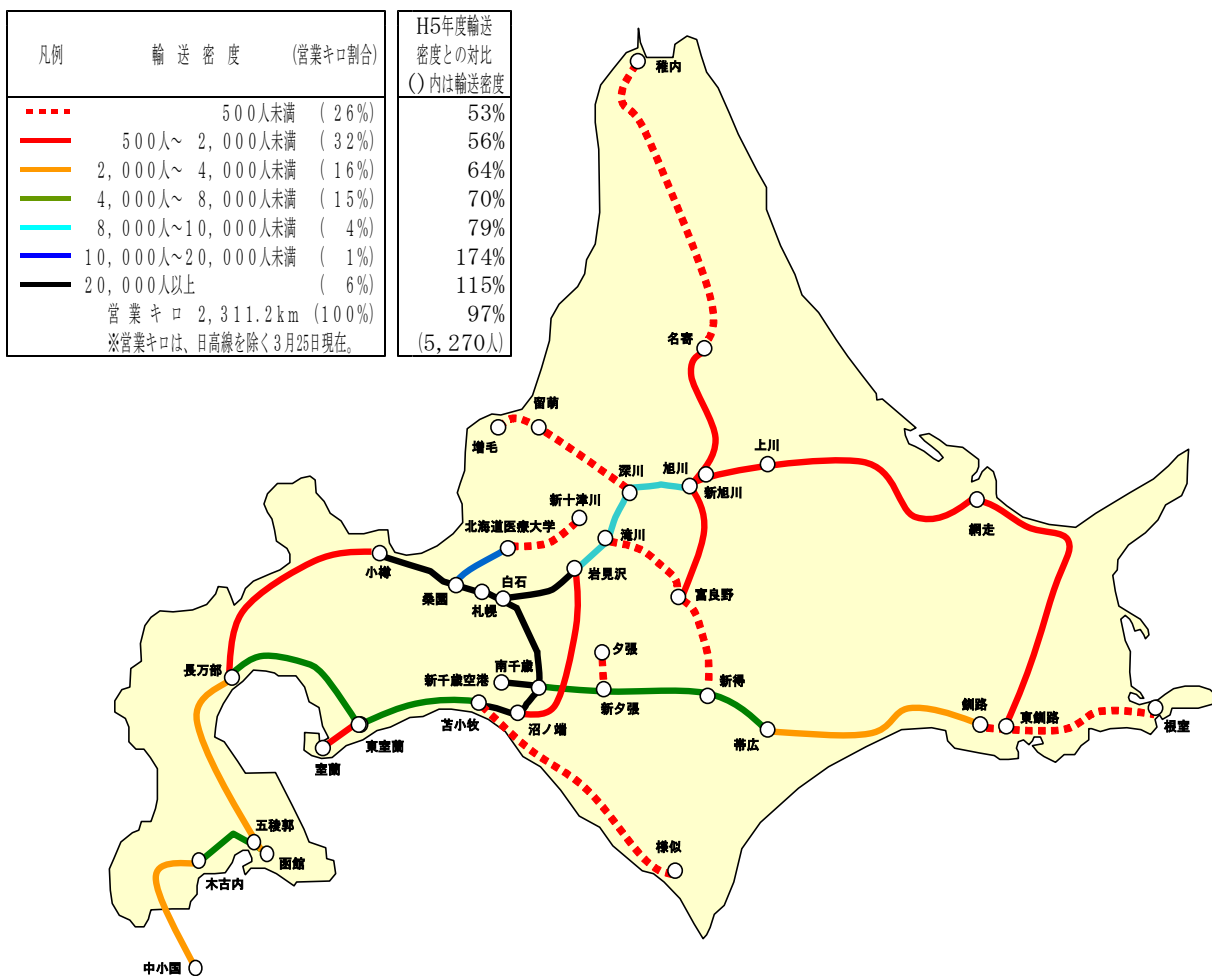 凡例 輸送密度 (営業キロ割合)
H5年度輸送
密度との対比
()内は輸送密度
500人未満 (26%) 53%
500人～2,000人未満 (32%) 56%
2,000人～4,000人未満 (16%) 64%
4,000人～8,000人未満 (15%) 70%
8,000人～10,000人未満 (4%) 79%
10,000人～20,000人未満 (1%) 174%
20,000人以上 (6%) 115%
営業キロ 2,311.2km (100%) 97%
※営業キロは、日高線を除く3月25日現在。 (5,270人)
稚内
名寄
留萌
増毛
上川
深川
旭川
新旭川
新十津川
網走
北海道医療大学
滝川
小樽
岩見沢
白石
桑園
札幌
富良野
夕張
南千歳
長万部
新千歳空港
新夕張
新得
釧路
東釧路
根室
苫小牧
沼ノ端
帯広
東室蘭
室蘭
五稜郭
様似
函館
木古内
中小国